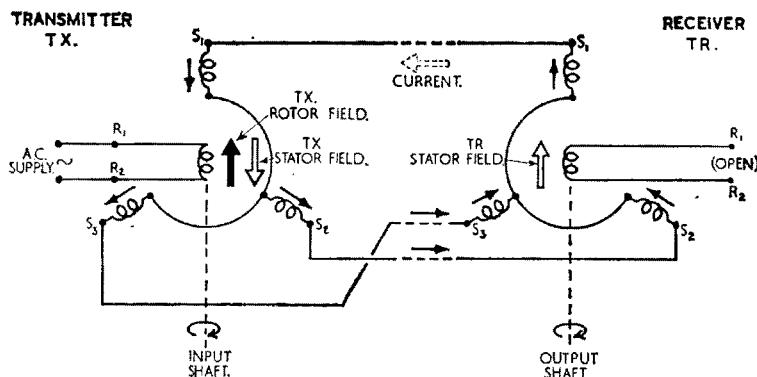 TRANSMITTER
TX.
RECEIVER
TR.
S1
S1
CURRENT.
TX.
ROTOR FIELD.
TX
STATOR FIELD.
TR
STATOR FIELD.
R1
A.C.
SUPPLY.
R2
R1
(OPEN)
R2
S3
S2
S3
S2
INPUT
SHAFT.
OUTPUT
SHAFT